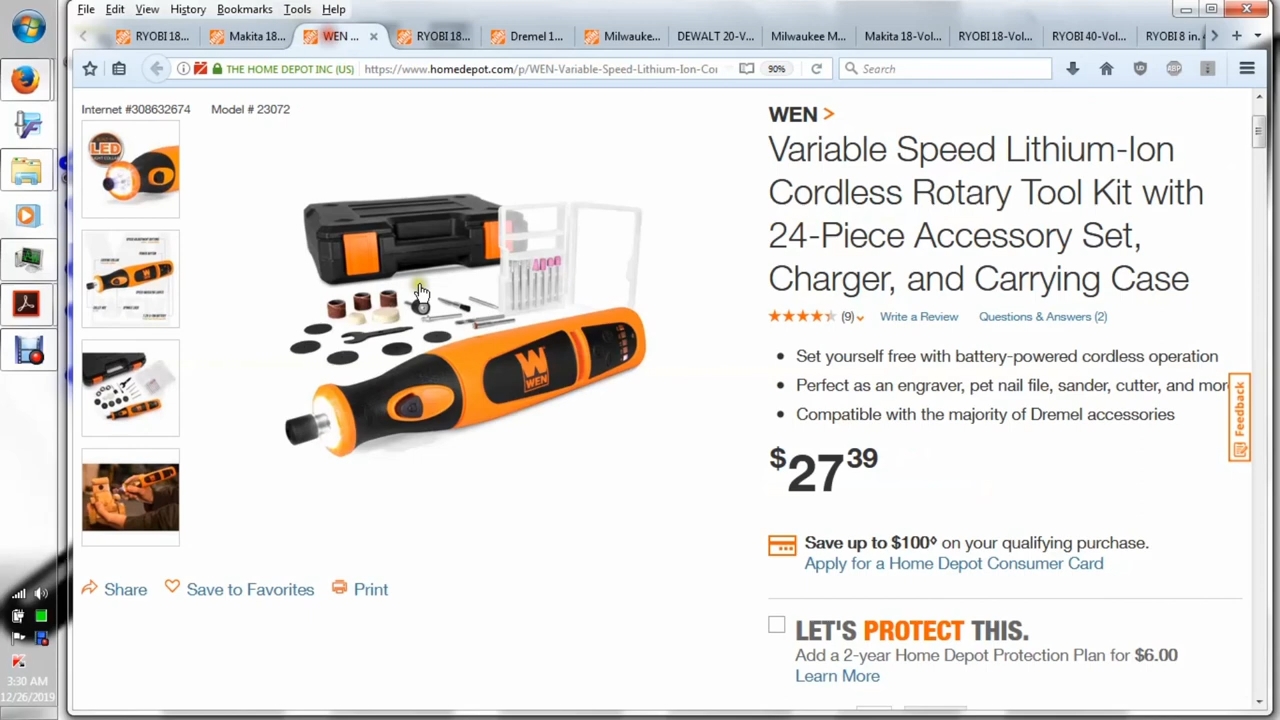 File Edit View History Bookmarks Tools Help
RYOBI 18... Makita 18... WEN ... RYOBI 18... Dremel 1... Milwauke... DEWALT 20-V... Milwaukee M... Makita 18-Vol... RYOBI 18-Vol... RYOBI 40-Vol... RYOBI 8 in.
THE HOME DEPOT INC (US) https://www.homedepot.com/p/WEN-Variable-Speed-Lithium-Ion-Cor 90% Search
Internet #308632674 Model # 23072
WEN >
Variable Speed Lithium-Ion
Cordless Rotary Tool Kit with
24-Piece Accessory Set,
Charger, and Carrying Case
(9) Write a Review Questions & Answers (2)
Set yourself free with battery-powered cordless operation
Perfect as an engraver, pet nail file, sander, cutter, and more
Compatible with the majority of Dremel accessories
$27 39
Feedback
LED
WEN
Save up to $100° on your qualifying purchase.
Apply for a Home Depot Consumer Card
Share Save to Favorites Print
LET'S PROTECT THIS.
Add a 2-year Home Depot Protection Plan for $6.00
Learn More
3:30 AM
12/26/2019